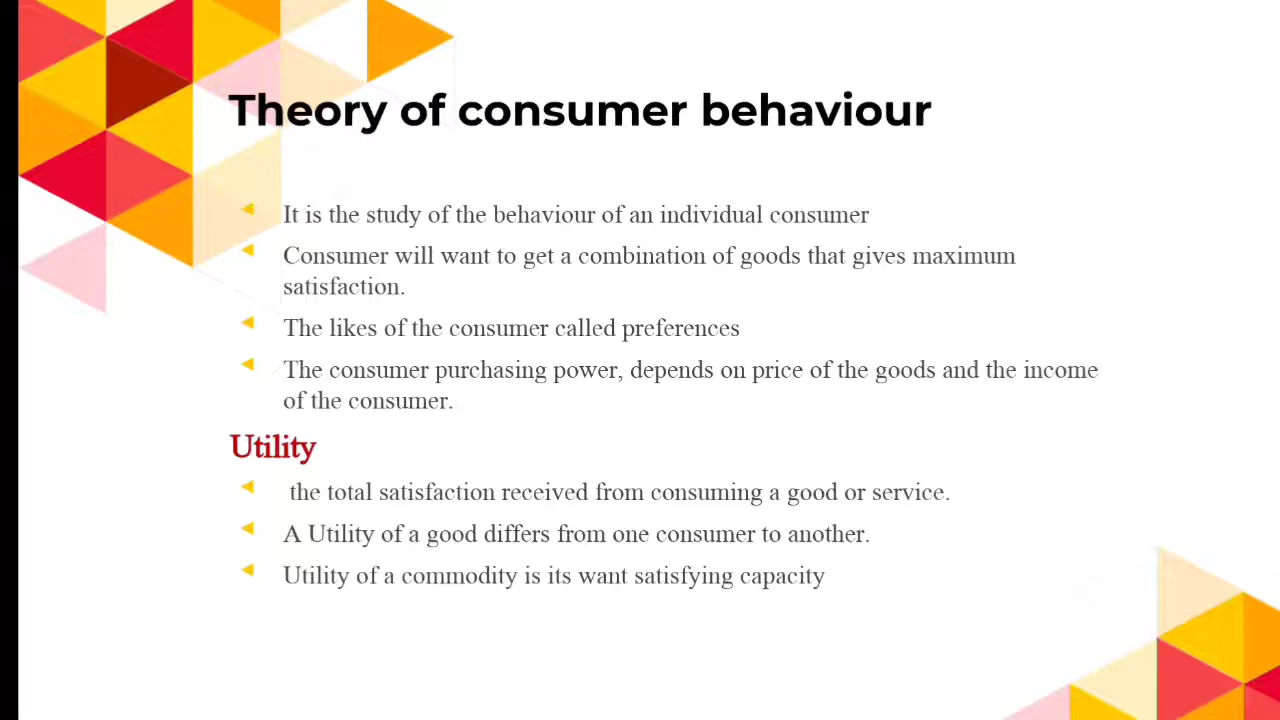 Theory of consumer behaviour
It is the study of the behaviour of an individual consumer
Consumer will want to get a combination of goods that gives maximum
satisfaction.
The likes of the consumer called preferences
The consumer purchasing power, depends on price of the goods and the income
of the consumer.
Utility
the total satisfaction received from consuming a good or service.
A Utility of a good differs from one consumer to another.
Utility of a commodity is its want satisfying capacity